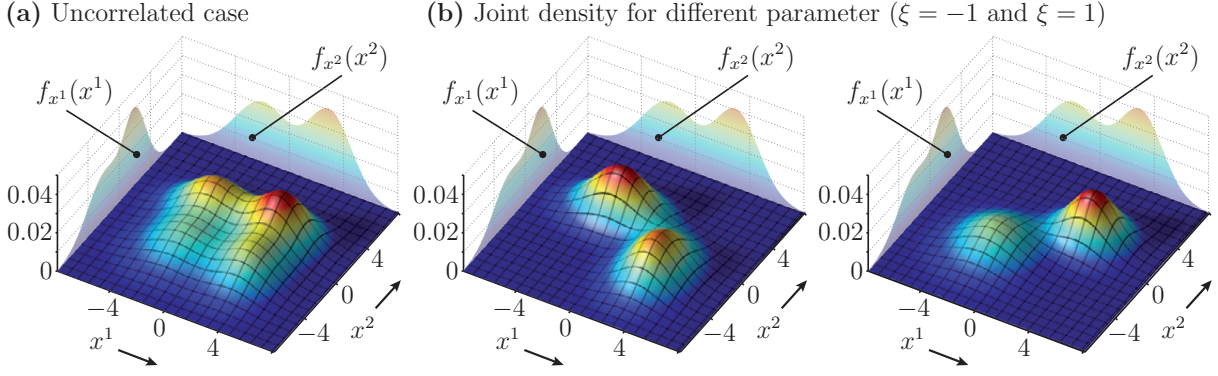 (a) Uncorrelated case
(b) Joint density for different parameter (ξ = −1 and ξ = 1)
f_{x^1}(x^1)
f_{x^2}(x^2)
0.04
0.02
0
−4
0
4
x^1
−4
0
4
x^2
f_{x^1}(x^1)
f_{x^2}(x^2)
0.04
0.02
0
−4
0
4
x^1
−4
0
4
x^2
f_{x^1}(x^1)
f_{x^2}(x^2)
0.04
0.02
0
−4
0
4
x^1
−4
0
4
x^2